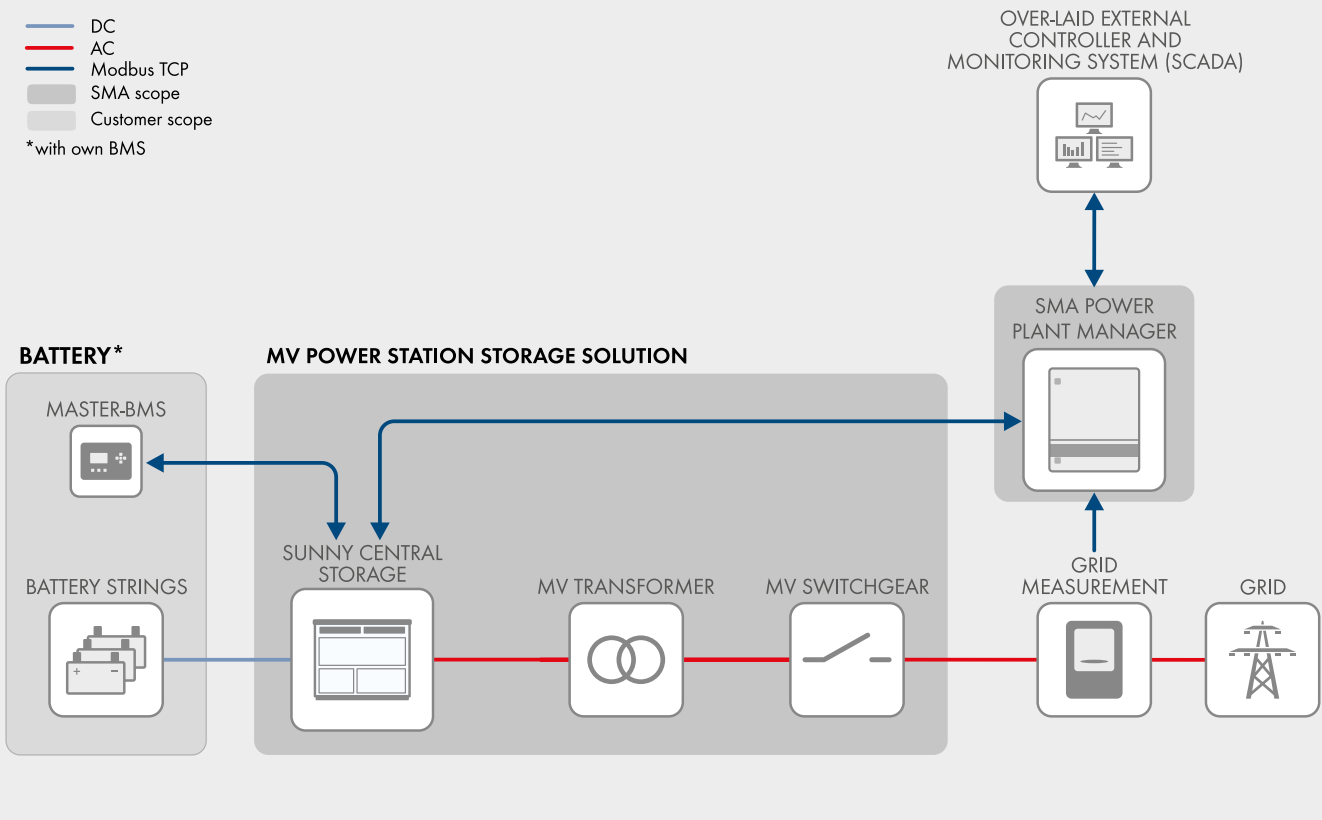 DC
AC
Modbus TCP
SMA scope
Customer scope
*with own BMS
OVER-LAID EXTERNAL
CONTROLLER AND
MONITORING SYSTEM (SCADA)
SMA POWER
PLANT MANAGER
BATTERY*
MV POWER STATION STORAGE SOLUTION
MASTER-BMS
SUNNY CENTRAL
STORAGE
BATTERY STRINGS
MV TRANSFORMER
MV SWITCHGEAR
GRID
MEASUREMENT
GRID